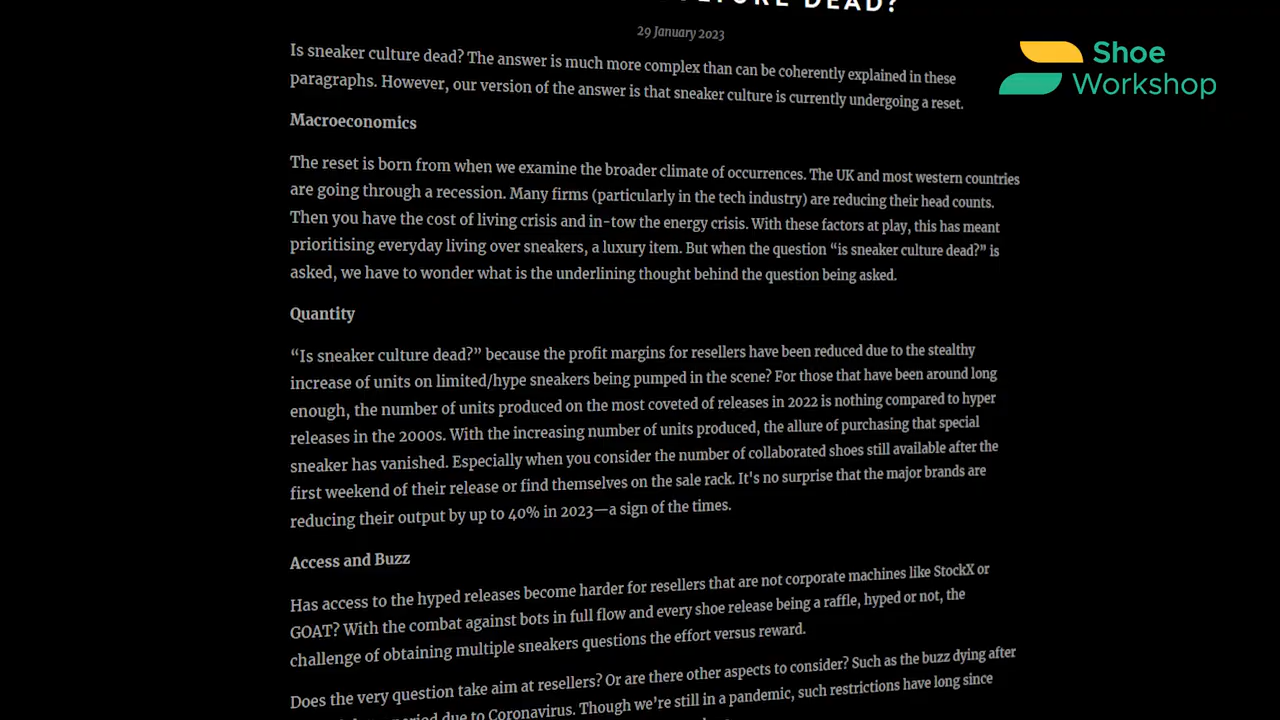 DEAD?
29 January 2023
Shoe
Workshop
Is sneaker culture dead? The answer is much more complex than can be coherently explained in these
paragraphs. However, our version of the answer is that sneaker culture is currently undergoing a reset.
Macroeconomics
The reset is born from when we examine the broader climate of occurrences. The UK and most western countries
are going through a recession. Many firms (particularly in the tech industry) are reducing their head counts.
Then you have the cost of living crisis and in-tow the energy crisis. With these factors at play, this has meant
prioritising everyday living over sneakers, a luxury item. But when the question “is sneaker culture dead?” is
asked, we have to wonder what is the underlining thought behind the question being asked.
Quantity
“Is sneaker culture dead?” because the profit margins for resellers have been reduced due to the stealthy
increase of units on limited/hype sneakers being pumped in the scene? For those that have been around long
enough, the number of units produced on the most coveted of releases in 2022 is nothing compared to hyper
releases in the 2000s. With the increasing number of units produced, the allure of purchasing that special
sneaker has vanished. Especially when you consider the number of collaborated shoes still available after the
first weekend of their release or find themselves on the sale rack. It's no surprise that the major brands are
reducing their output by up to 40% in 2023—a sign of the times.
Access and Buzz
Has access to the hyped releases become harder for resellers that are not corporate machines like StockX or
GOAT? With the combat against bots in full flow and every shoe release being a raffle, hyped or not, the
challenge of obtaining multiple sneakers questions the effort versus reward.
Does the very question take aim at resellers? Or are there other aspects to consider? Such as the buzz dying after
due to Coronavirus. Though we're still in a pandemic, such restrictions have long since